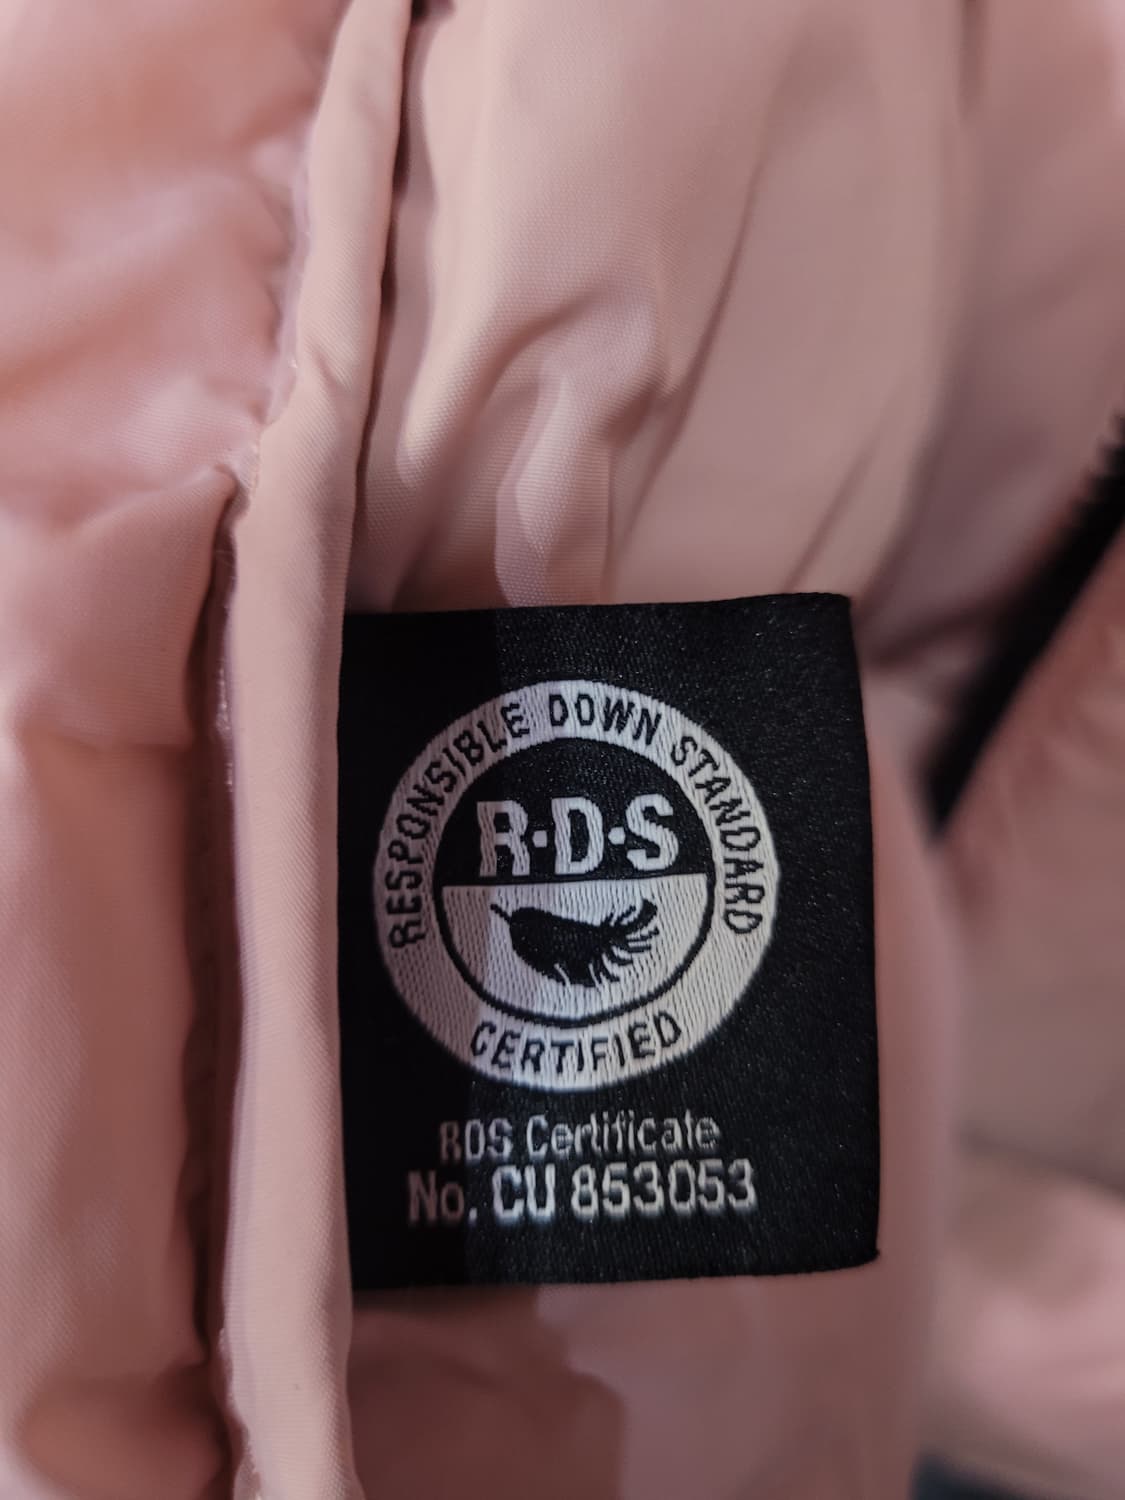 RESPONSIBLE DOWN STANDARD
R·D·S
CERTIFIED
RDS Certificate
No. CU 853053